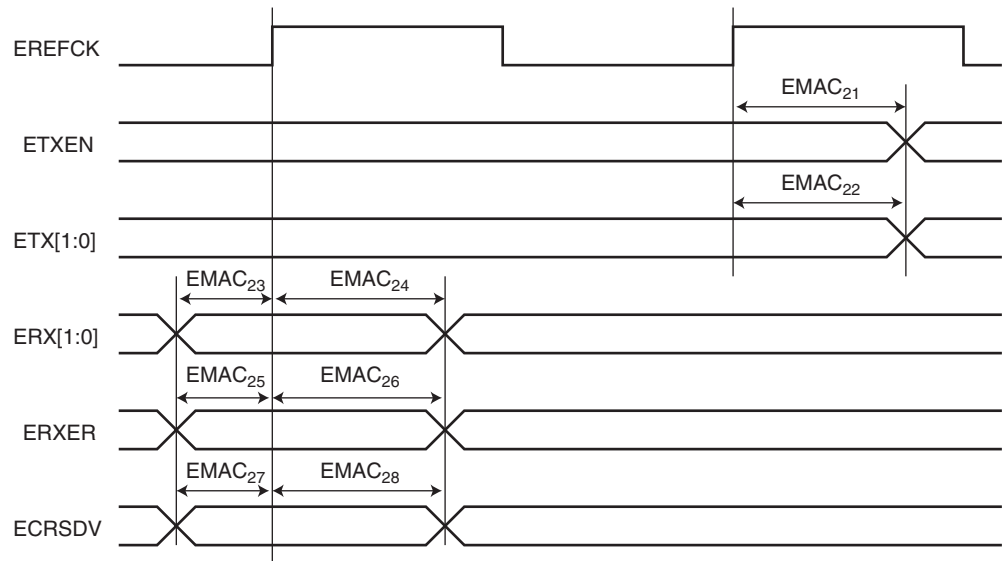 EREFCK
EMAC21
ETXEN
EMAC22
ETX[1:0]
EMAC23 EMAC24
ERX[1:0]
EMAC25 EMAC26
ERXER
EMAC27 EMAC28
ECRSDV